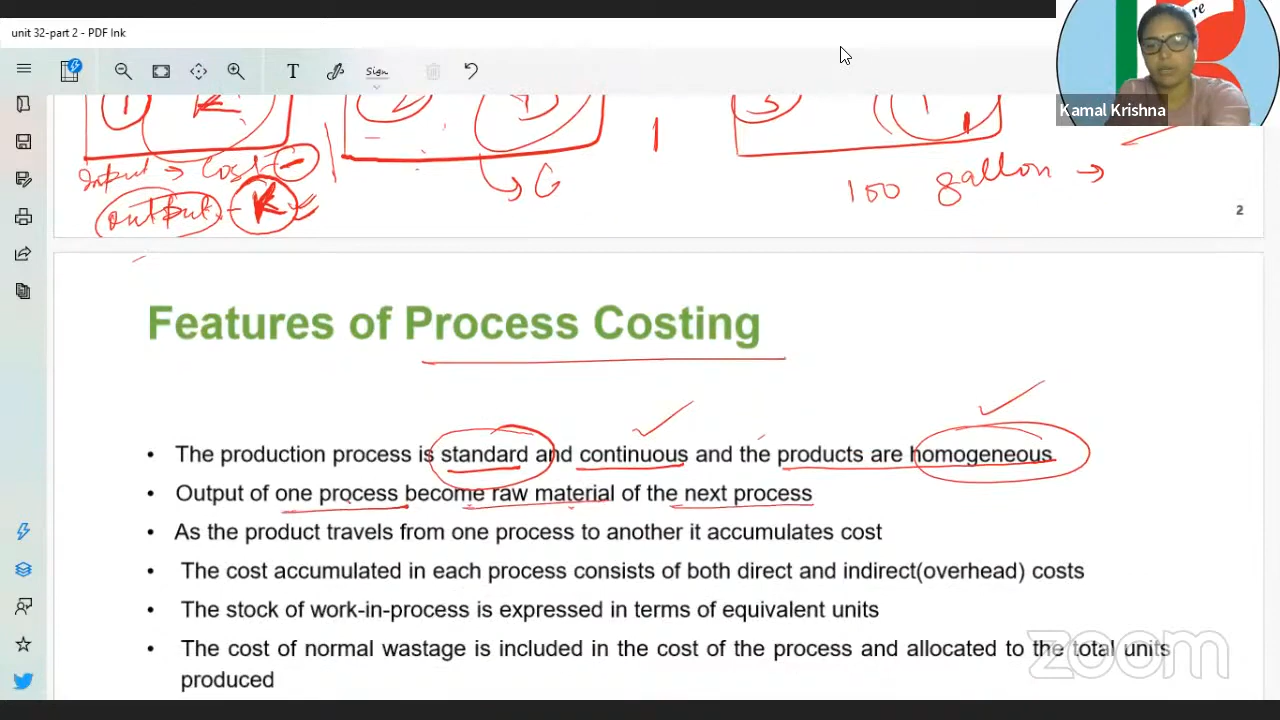 unit 32-part 2 - PDF Ink
re
T
Sign
Kamal Krishna
1
2
Input → Cost
output - K
G
100 gallon →
2
Features of Process Costing
• The production process is standard and continuous and the products are homogeneous
• Output of one process become raw material of the next process
• As the product travels from one process to another it accumulates cost
• The cost accumulated in each process consists of both direct and indirect(overhead) costs
• The stock of work-in-process is expressed in terms of equivalent units
• The cost of normal wastage is included in the cost of the process and allocated to the total units
produced
zoom